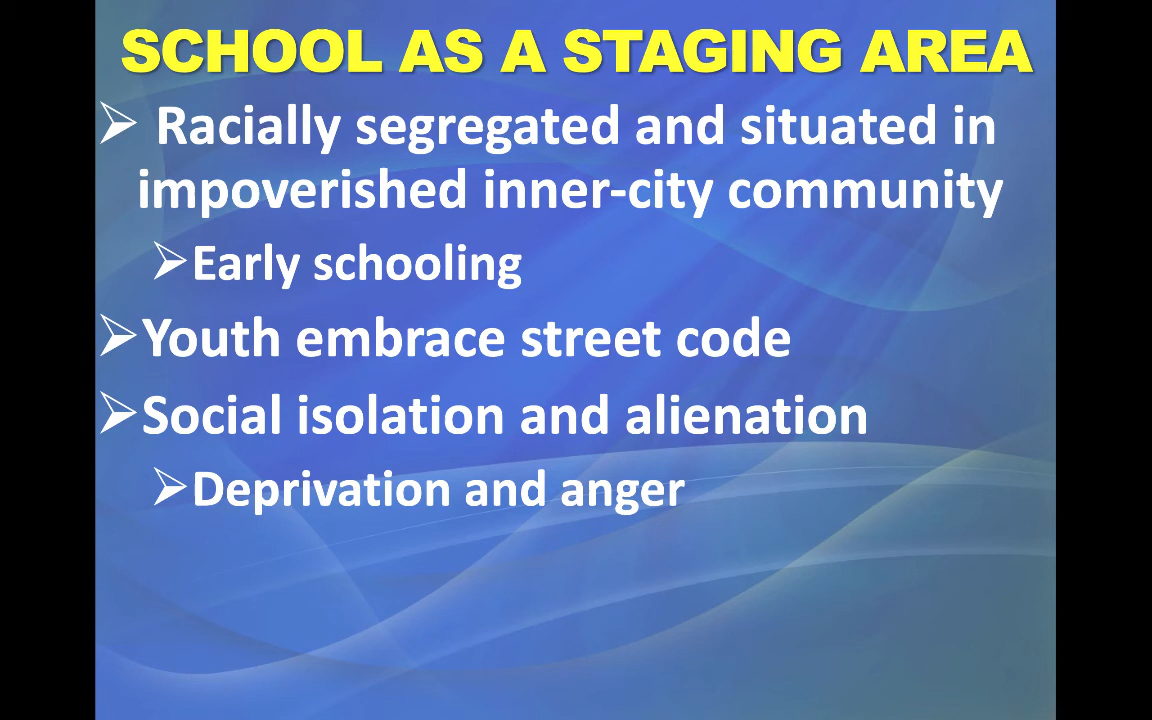 SCHOOL AS A STAGING AREA
➢ Racially segregated and situated in
impoverished inner-city community
➢Early schooling
➢Youth embrace street code
➢Social isolation and alienation
➢Deprivation and anger